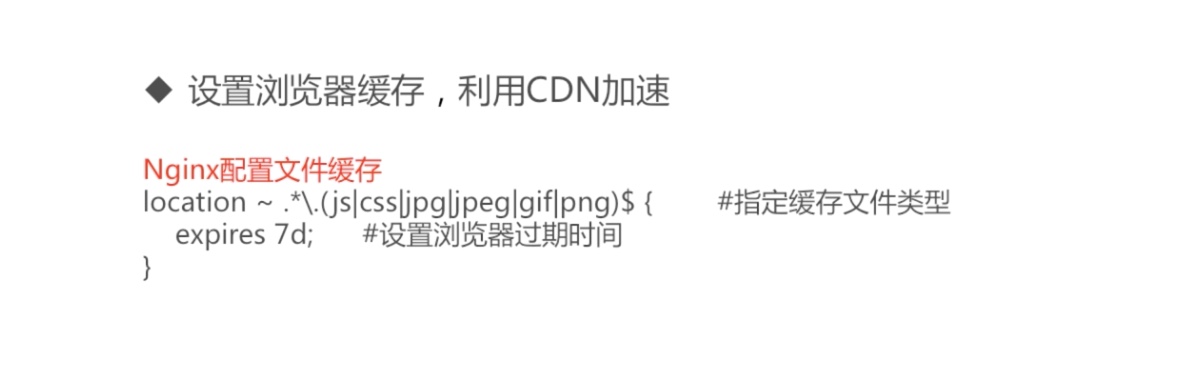 ◆ 设置浏览器缓存，利用CDN加速
Nginx配置文件缓存
location ~ .*\.(js|css|jpg|jpeg|gif|png)$ { #指定缓存文件类型
expires 7d; #设置浏览器过期时间
}